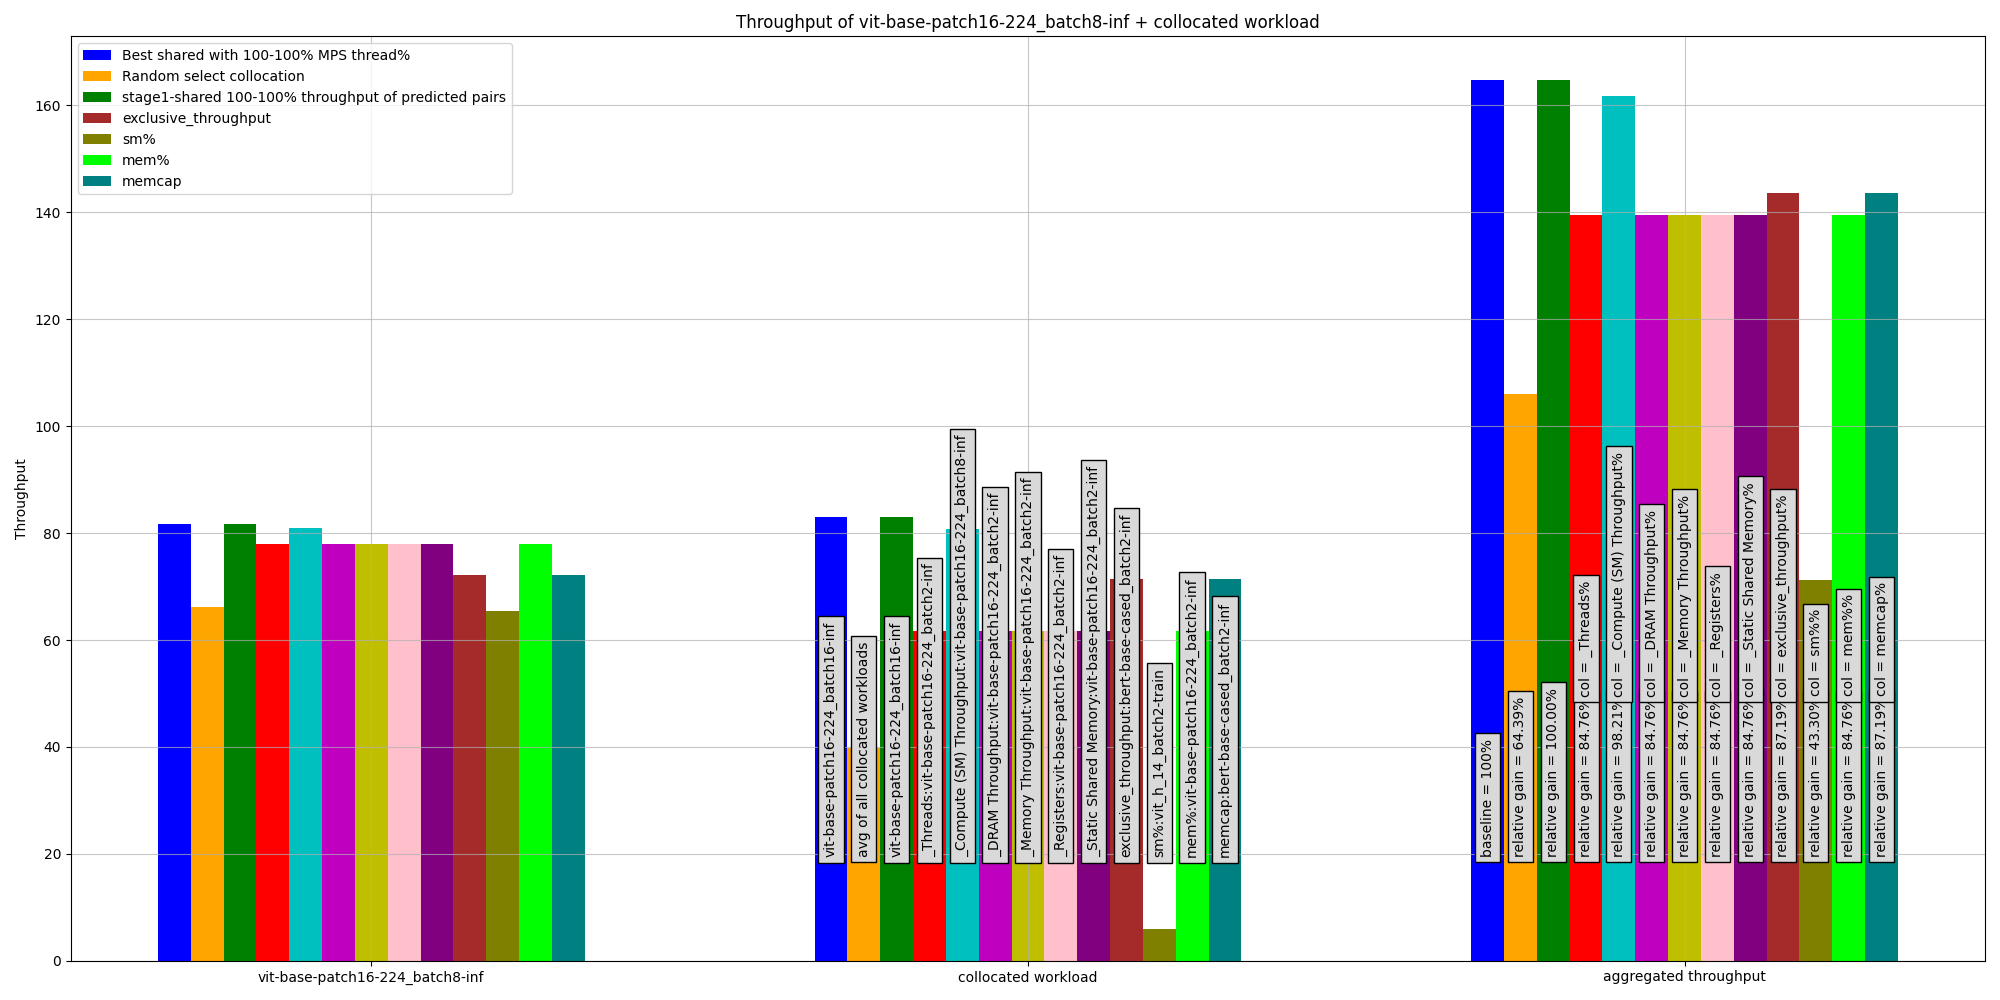 Throughput of vit-base-patch16-224_batch8-inf + collocated workload
Best shared with 100-100% MPS thread%
Random select collocation
stage1-shared 100-100% throughput of predicted pairs
exclusive_throughput
sm%
mem%
memcap
Throughput
160
140
120
100
80
60
40
20
0
vit-base-patch16-224_batch16-inf
avg of all collocated workloads
vit-base-patch16-224_batch16-inf
_Threads:vit-base-patch16-224_batch2-inf
_Compute (SM) Throughput:vit-base-patch16-224_batch8-inf
_DRAM Throughput:vit-base-patch16-224_batch2-inf
_Memory Throughput:vit-base-patch16-224_batch2-inf
_Registers:vit-base-patch16-224_batch2-inf
_Static Shared Memory:vit-base-patch16-224_batch2-inf
exclusive_throughput:bert-base-cased_batch2-inf
sm%:vit_h_14_batch2-train
mem%:vit-base-patch16-224_batch2-inf
memcap:bert-base-cased_batch2-inf
baseline = 100%
relative gain = 64.39%
relative gain = 100.00%
relative gain = 84.76% col = _Threads%
relative gain = 98.21% col = _Compute (SM) Throughput%
relative gain = 84.76% col = _DRAM Throughput%
relative gain = 84.76% col = _Memory Throughput%
relative gain = 84.76% col = _Registers%
relative gain = 84.76% col = _Static Shared Memory%
relative gain = 87.19% col = exclusive_throughput%
relative gain = 43.30% col = sm%%
relative gain = 84.76% col = mem%%
relative gain = 87.19% col = memcap%
vit-base-patch16-224_batch8-inf
collocated workload
aggregated throughput